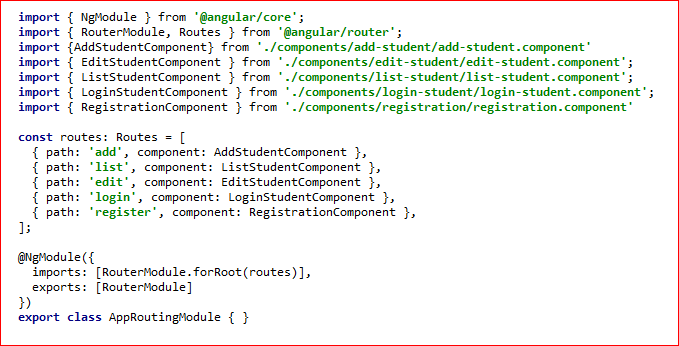 import { NgModule } from '@angular/core';
import { RouterModule, Routes } from '@angular/router';
import {AddStudentComponent} from './components/add-student/add-student.component'
import { EditStudentComponent } from './components/edit-student/edit-student.component';
import { ListStudentComponent } from './components/list-student/list-student.component';
import { LoginStudentComponent } from './components/login-student/login-student.component';
import { RegistrationComponent } from './components/registration/registration.component'

const routes: Routes = [
  { path: 'add', component: AddStudentComponent },
  { path: 'list', component: ListStudentComponent },
  { path: 'edit', component: EditStudentComponent },
  { path: 'login', component: LoginStudentComponent },
  { path: 'register', component: RegistrationComponent },
];

@NgModule({
  imports: [RouterModule.forRoot(routes)],
  exports: [RouterModule]
})
export class AppRoutingModule { }